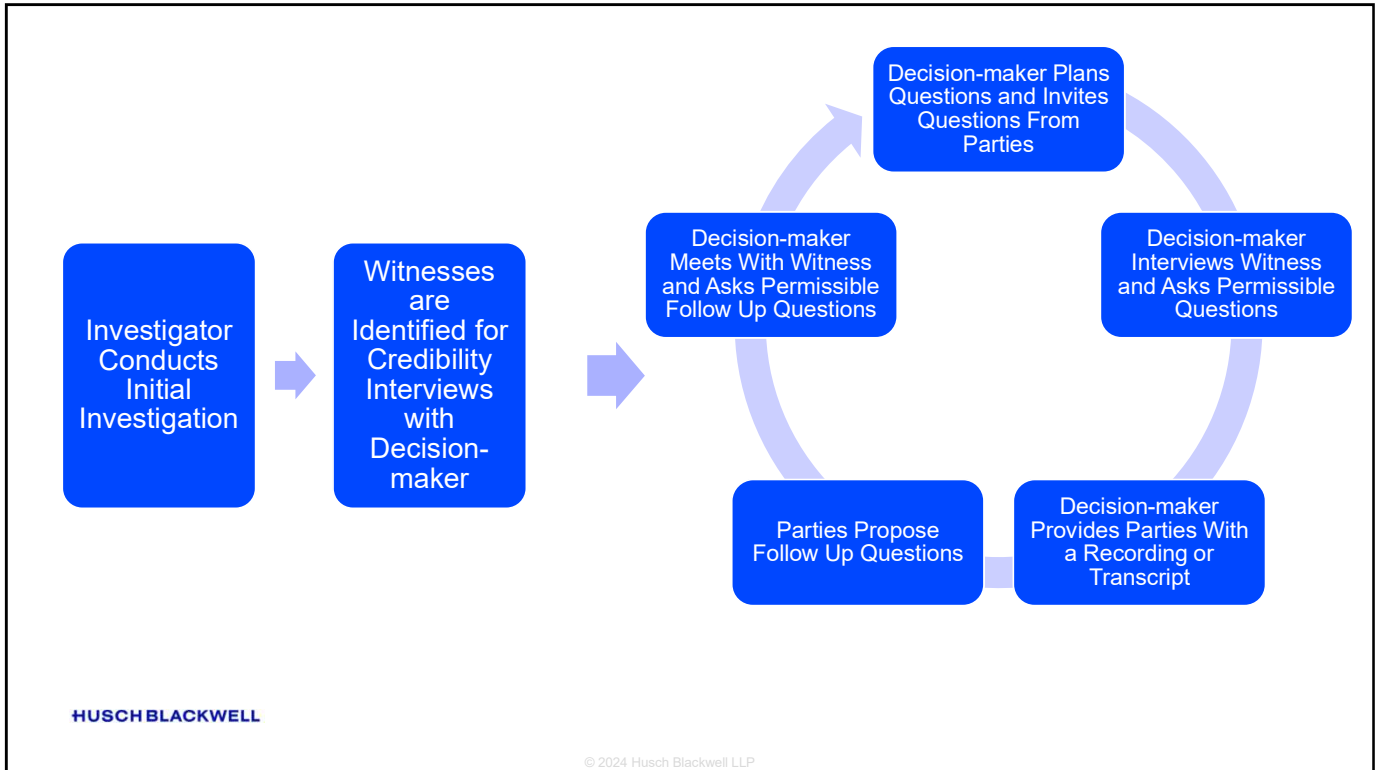 Investigator
Conducts
Initial
Investigation
Witnesses
are
Identified for
Credibility
Interviews
with
Decision-
maker
Decision-maker Plans
Questions and Invites
Questions From
Parties
Decision-maker
Interviews Witness
and Asks Permissible
Questions
Decision-maker
Provides Parties With
a Recording or
Transcript
Parties Propose
Follow Up Questions
Decision-maker
Meets With Witness
and Asks Permissible
Follow Up Questions
HUSCH BLACKWELL
© 2024 Husch Blackwell LLP